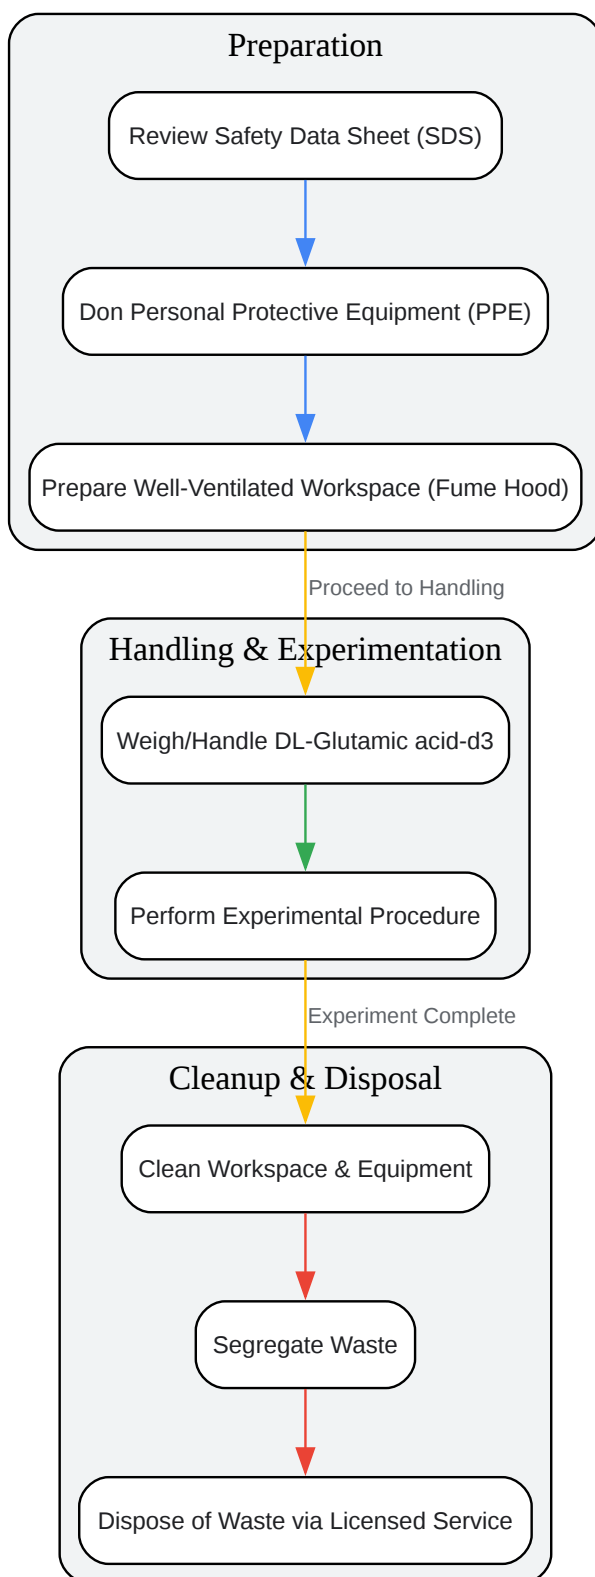 Preparation
Review Safety Data Sheet (SDS)
Don Personal Protective Equipment (PPE)
Prepare Well-Ventilated Workspace (Fume Hood)
Proceed to Handling
Handling & Experimentation
Weigh/Handle DL-Glutamic acid-d3
Perform Experimental Procedure
Experiment Complete
Cleanup & Disposal
Clean Workspace & Equipment
Segregate Waste
Dispose of Waste via Licensed Service